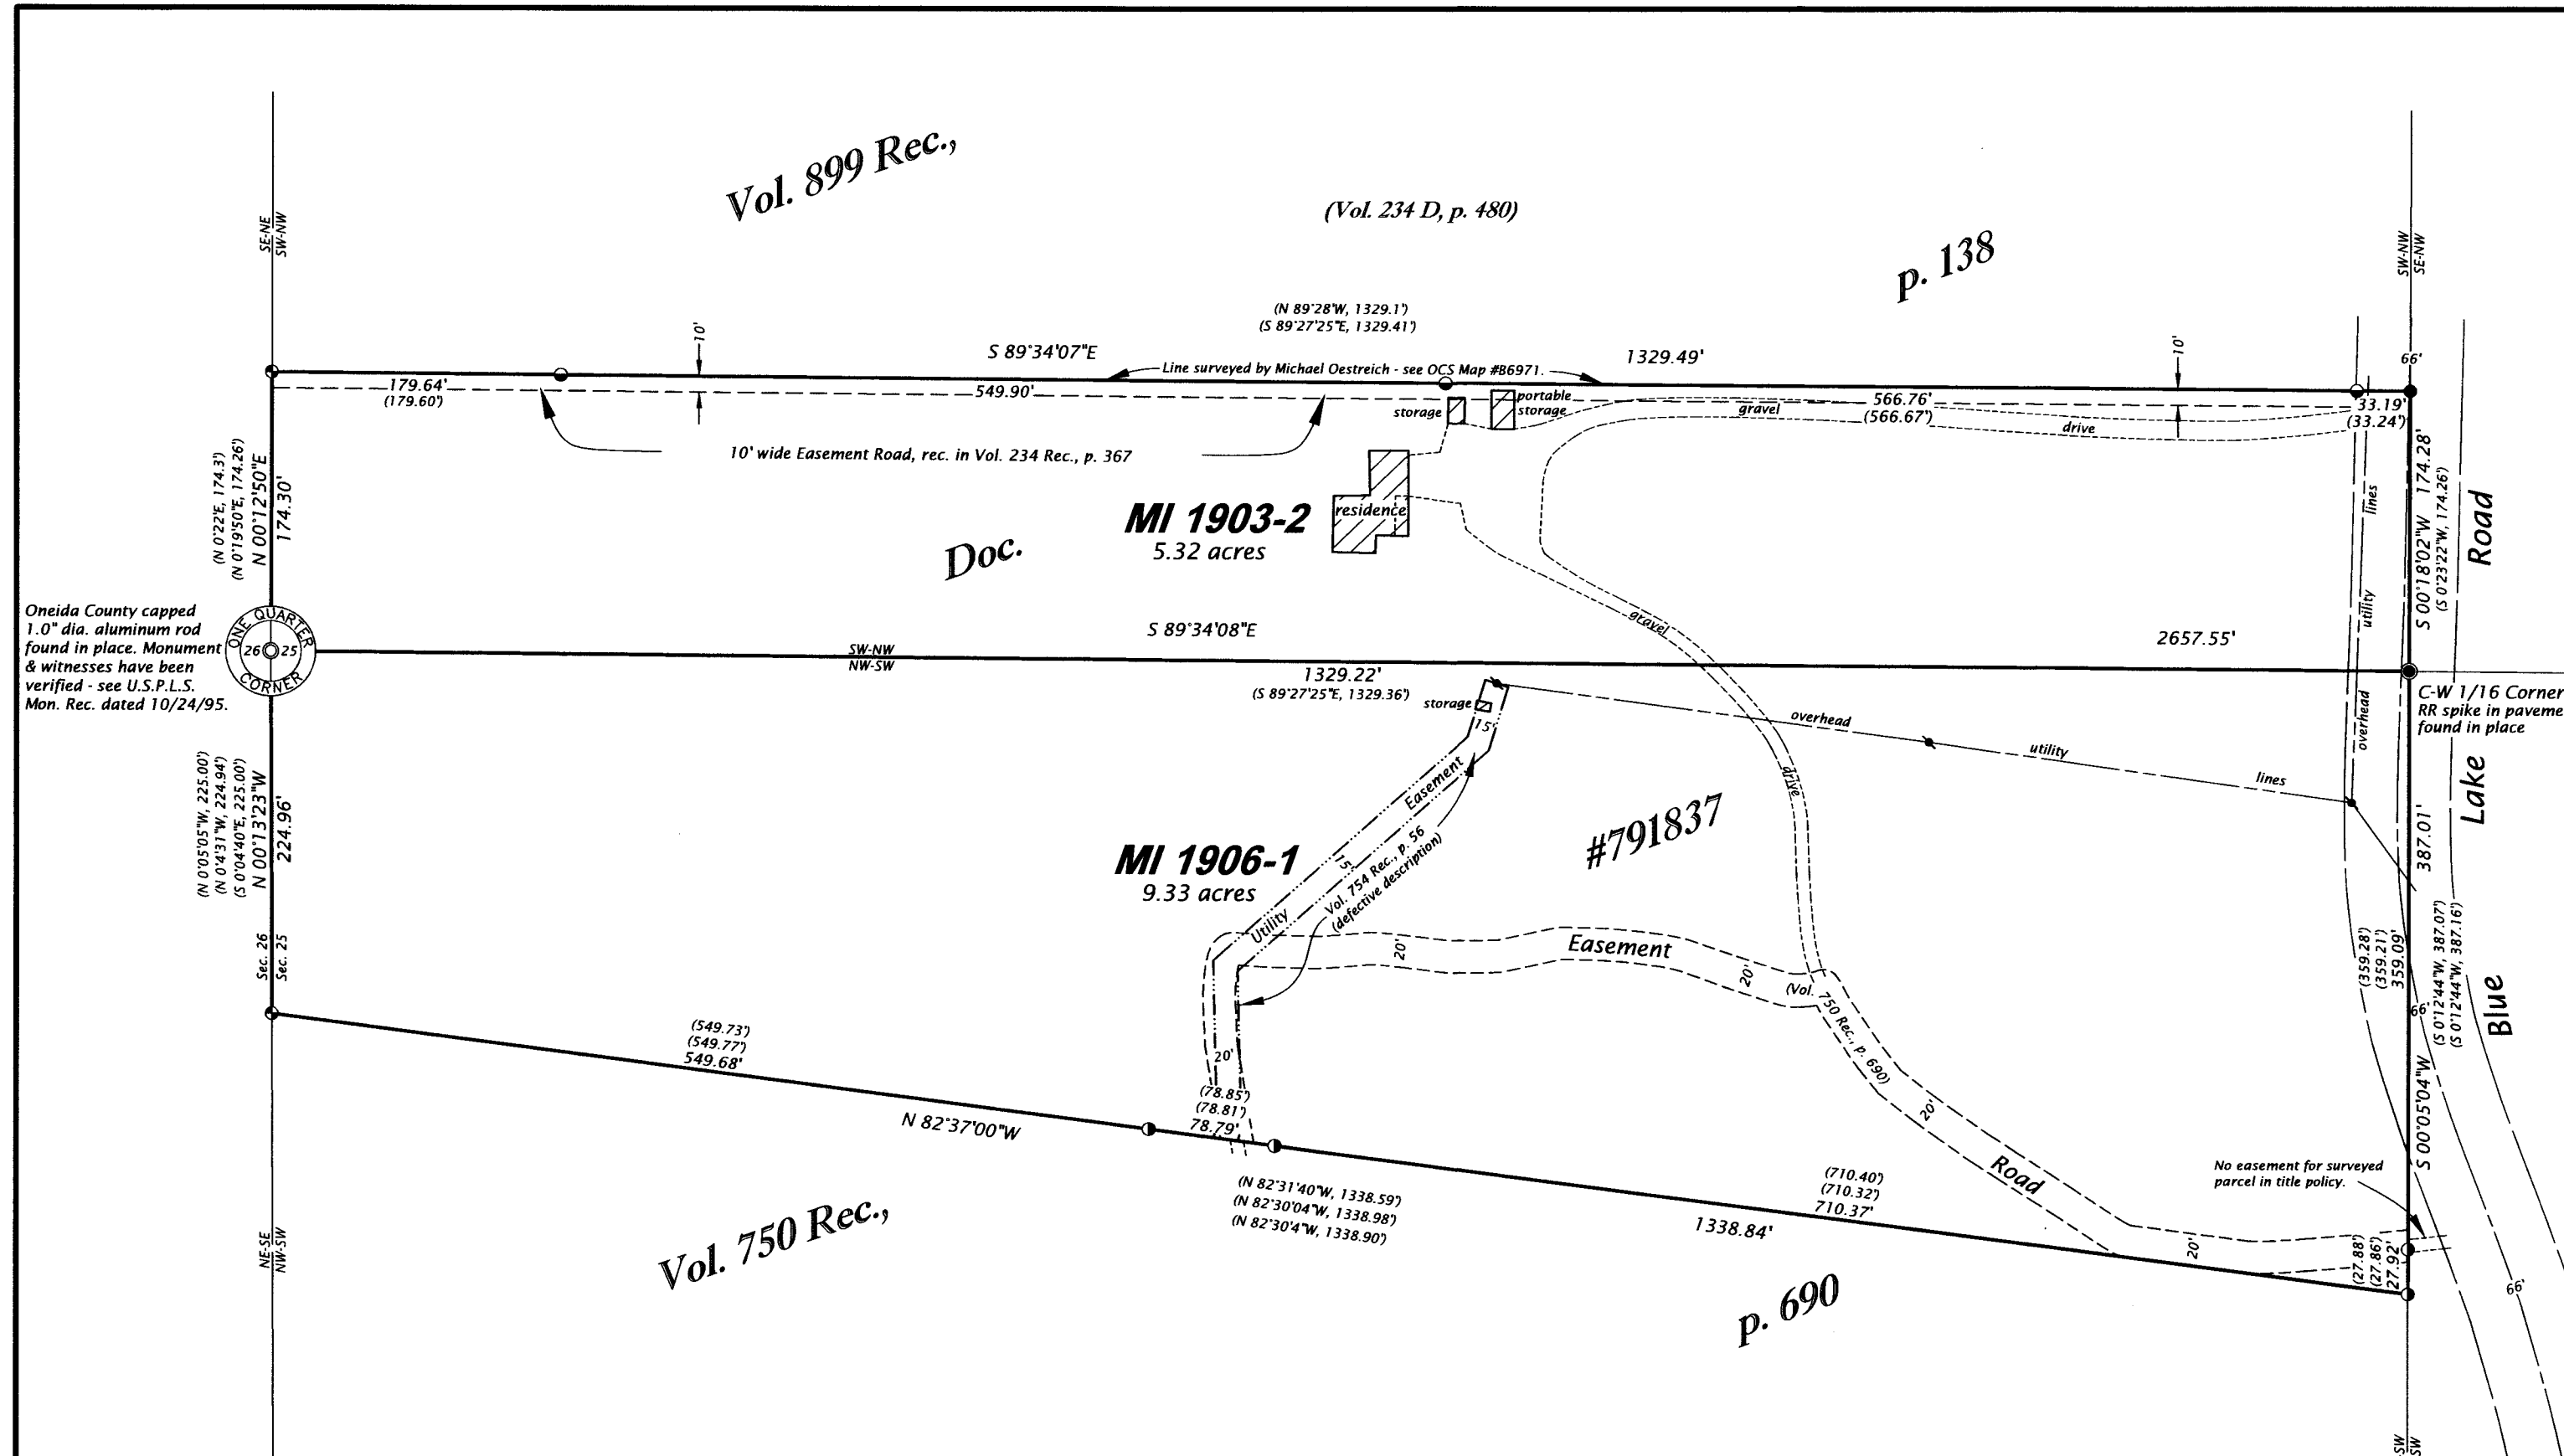 Vol. 899 Rec.,
(Vol. 234 D, p. 480)
p. 138
SE-NE
SW-NW
SW-NW
SE-NW
(N 89°28'W, 1329.1')
(S 89°27'25"E, 1329.41')
S 89°34'07"E
1329.49'
Line surveyed by Michael Oestreich - see OCS Map #B6971.
10'
10'
66'
179.64'
(179.60')
549.90'
566.76'
(566.67')
33.19'
(33.24')
storage
portable
storage
gravel
drive
10' wide Easement Road, rec. in Vol. 234 Rec., p. 367
(N 0°22'E, 174.3')
(N 0°19'50"E, 174.26')
N 00°12'50"E
174.30'
MI 1903-2
5.32 acres
residence
Doc.
S 00°18'02"W 174.28'
(S 0°23'22"W, 174.26')
lines
utility
overhead
Road
Lake
Blue
Oneida County capped
1.0" dia. aluminum rod
found in place. Monument
& witnesses have been
verified - see U.S.P.L.S.
Mon. Rec. dated 10/24/95.
ONE QUARTER
26 25
CORNER
S 89°34'08"E
2657.55'
SW-NW
NW-SW
1329.22'
(S 89°27'25"E, 1329.36')
gravel
drive
storage
15'
overhead
utility
lines
C-W 1/16 Corner
RR spike in paveme
found in place
(N 0°05'05"W, 225.00')
(N 0°4'31"W, 224.94')
(S 0°04'40"E, 225.00')
N 00°13'23"W
224.96'
Sec. 26
Sec. 25
MI 1906-1
9.33 acres
Utility
Easement
15'
Vol. 754 Rec., p. 56
(defective description)
#791837
387.01'
(S 0°12'44"W, 387.07')
(S 0°12'44"W, 387.16')
(359.28')
(359.21')
359.09'
66'
S 00°05'04"W
Easement
20'
20'
(Vol. 750 Rec., p. 690)
20'
Road
20'
20'
(549.73')
(549.77')
549.68'
N 82°37'00"W
(78.85')
(78.81')
78.79'
(N 82°31'40"W, 1338.59')
(N 82°30'04"W, 1338.98')
(N 82°30'4"W, 1338.90')
(710.40')
(710.32')
710.37'
1338.84'
No easement for surveyed
parcel in title policy.
(27.88')
(27.86')
27.92'
66'
NE-SE
NW-SW
Vol. 750 Rec.,
p. 690
SW
SW